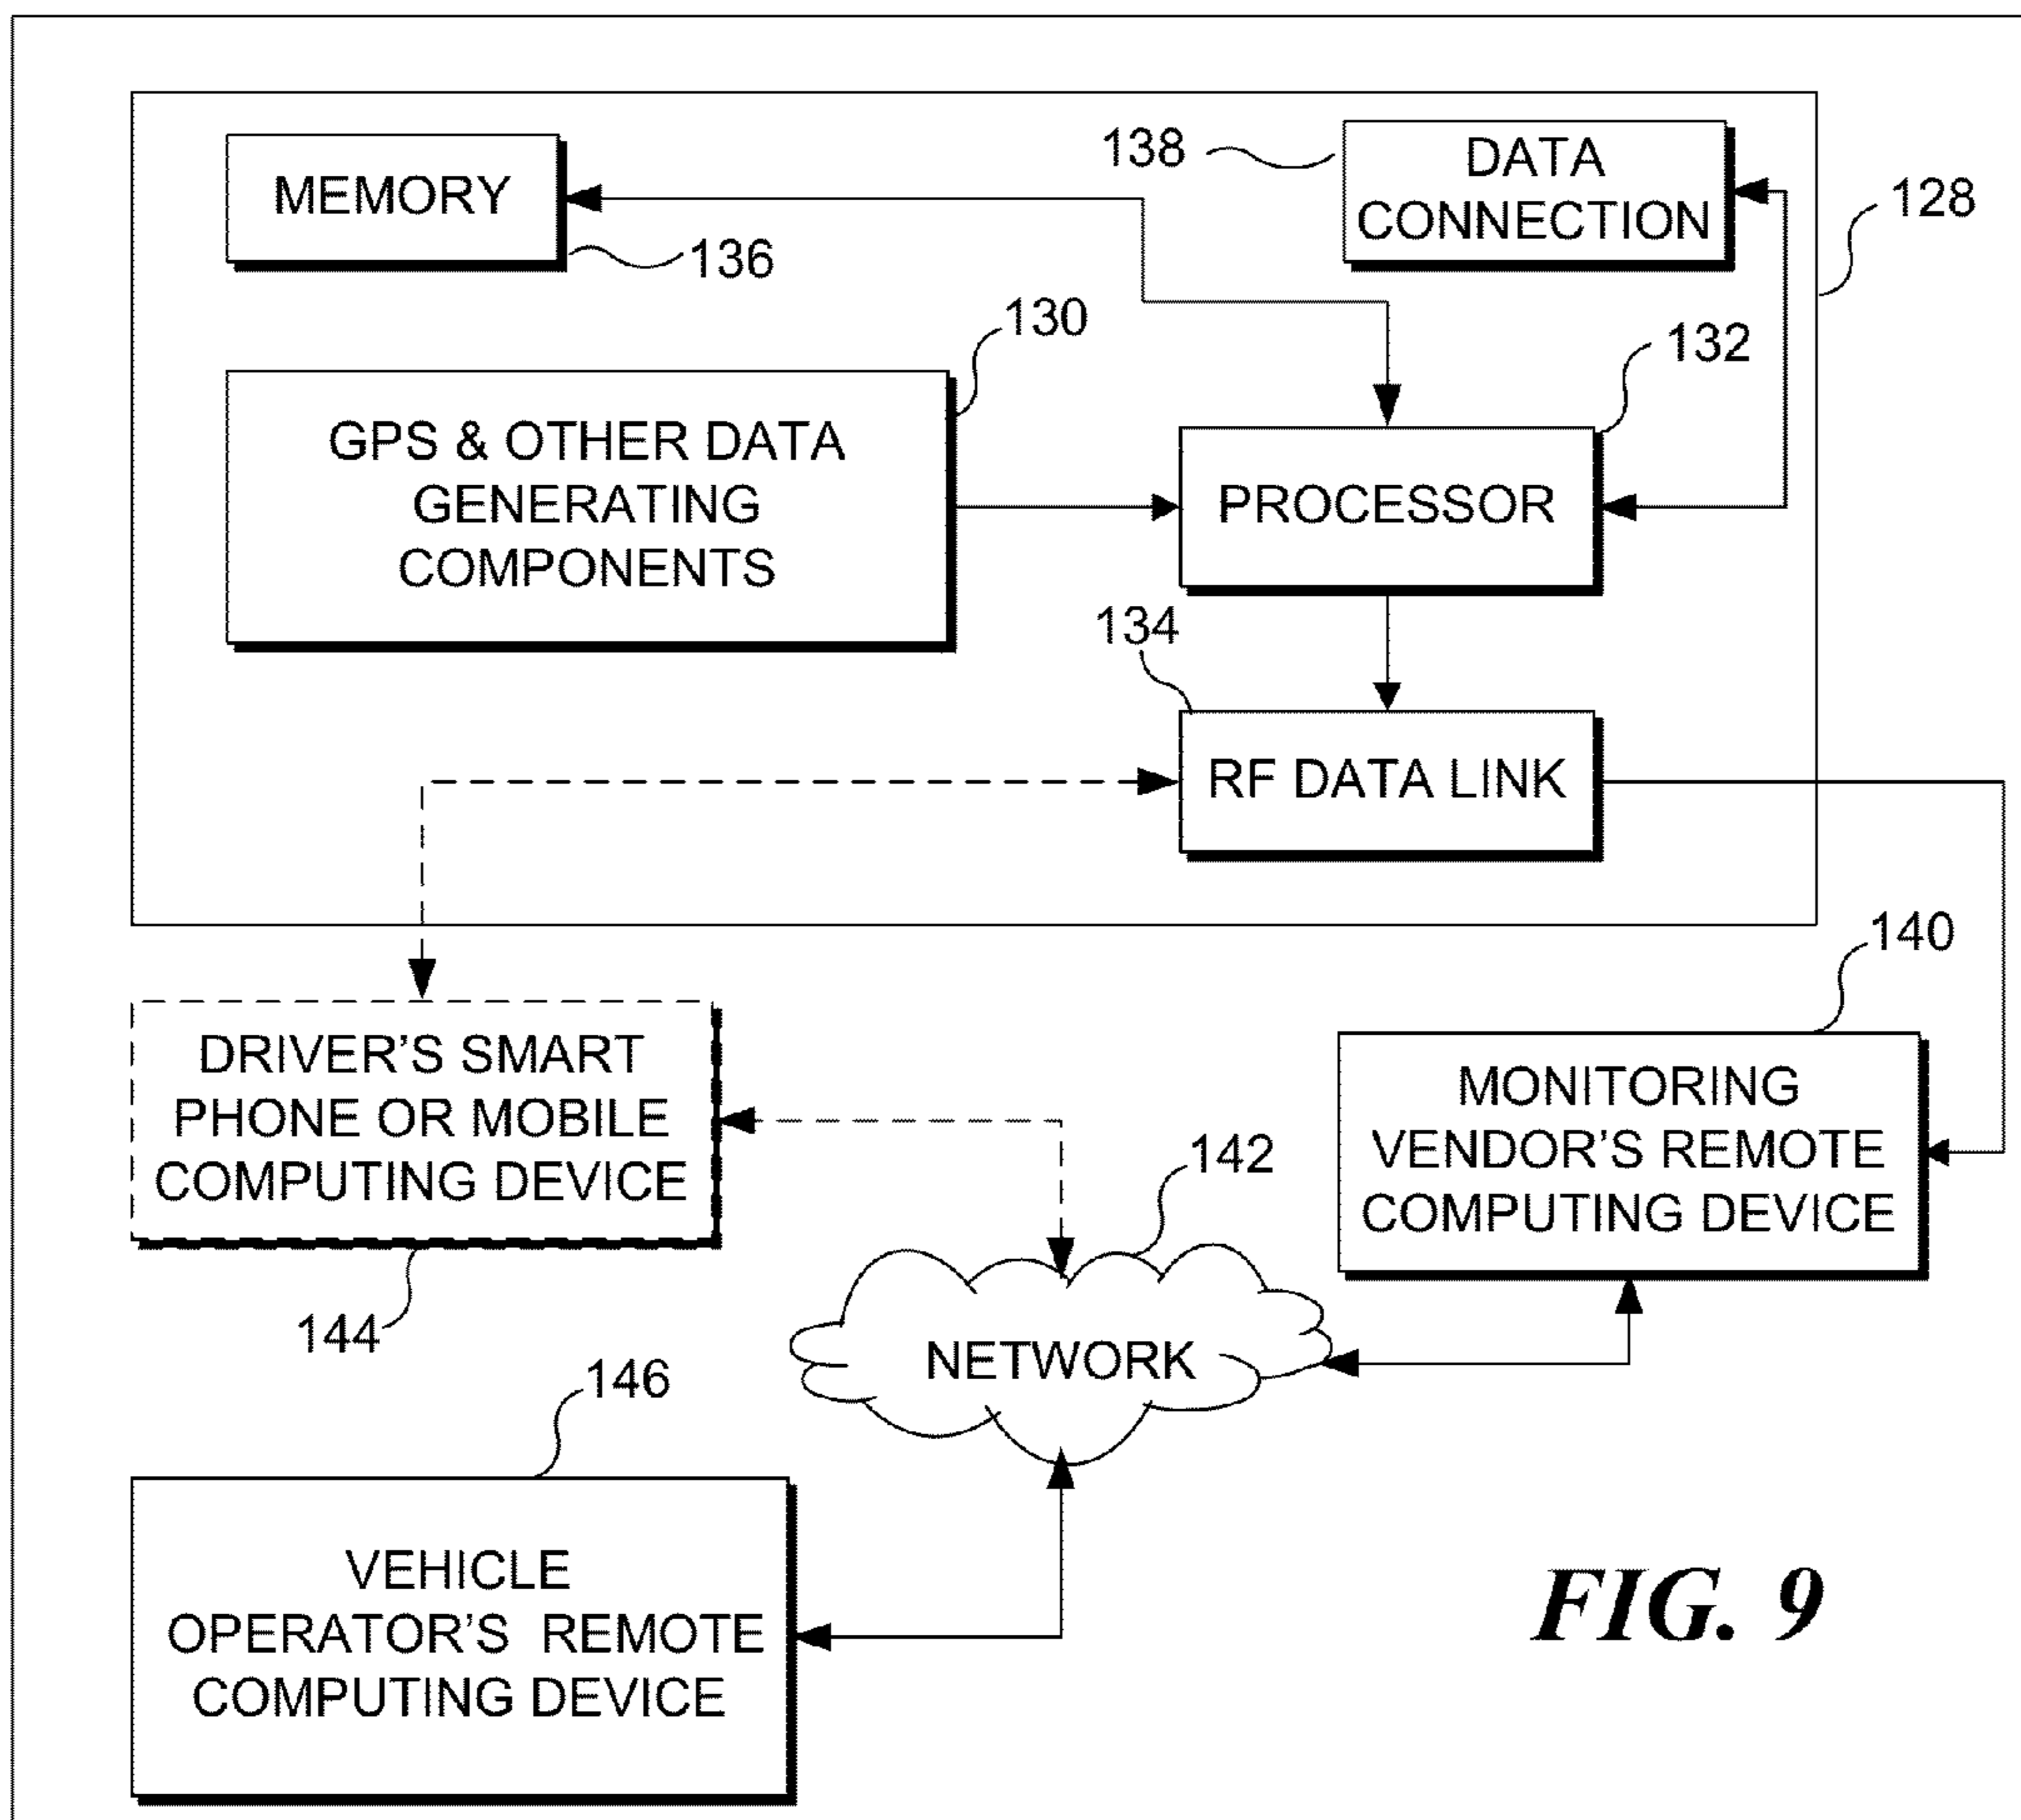 MEMORY
136
138
DATA
CONNECTION
128
130
GPS & OTHER DATA
GENERATING
COMPONENTS
132
PROCESSOR
134
RF DATA LINK
140
DRIVER’S SMART
PHONE OR MOBILE
COMPUTING DEVICE
144
MONITORING
VENDOR’S REMOTE
COMPUTING DEVICE
142
NETWORK
146
VEHICLE
OPERATOR’S REMOTE
COMPUTING DEVICE
FIG. 9